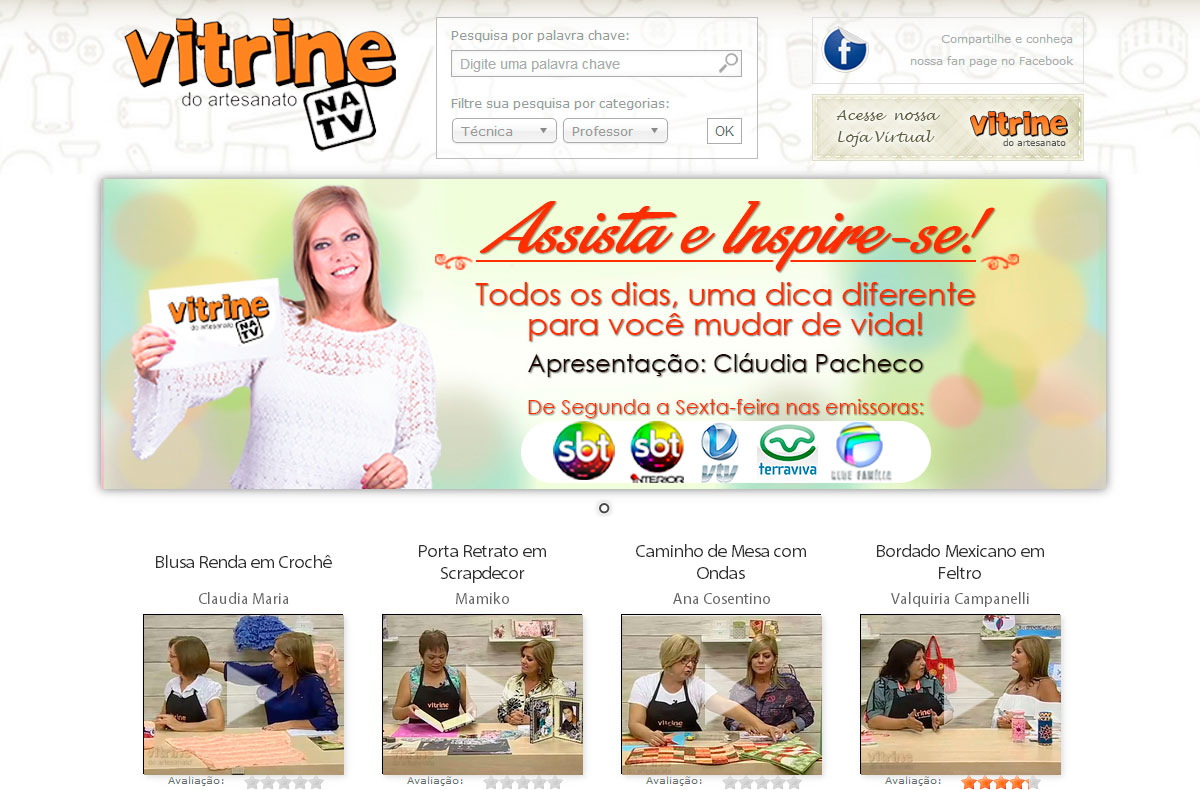 vitrine
do artesanato
NA
TV
Pesquisa por palavra chave:
Digite uma palavra chave
Filtre sua pesquisa por categorias:
Técnica
Professor
OK
f
Compartilhe e conheça
nossa fan page no Facebook
Acesse nossa
Loja Virtual
vitrine
do artesanato
vitrine
do artesanato
NA
TV
Assista e Inspire-se!
Todos os dias, uma dica diferente
para você mudar de vida!
Apresentação: Cláudia Pacheco
De Segunda a Sexta-feira nas emissoras:
sbt
sbt
INTERIOR
vtv
terraviva
Blusa Renda em Crochê
Claudia Maria
Porta Retrato em
Scrapdecor
Mamiko
Caminho de Mesa com
Ondas
Ana Cosentino
Bordado Mexicano em
Feltro
Valquiria Campanelli
vitrine
vitrine
vitrine
vitrine
Avaliação:
Avaliação:
Avaliação:
Avaliação: